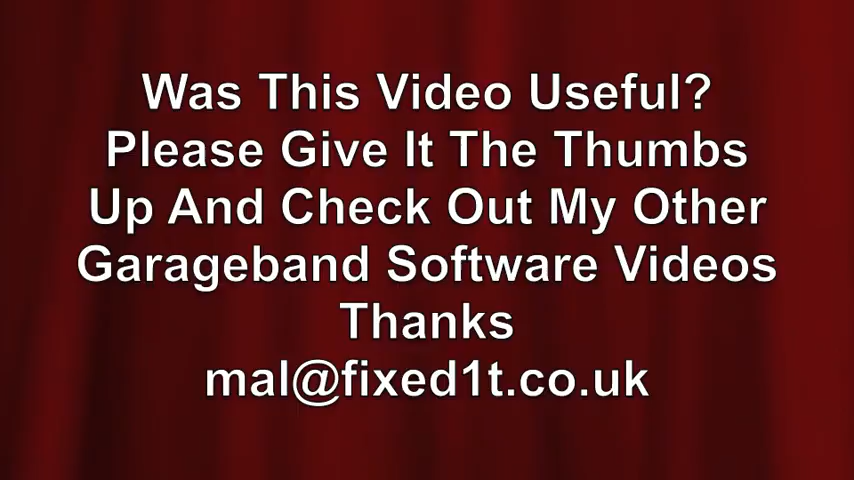 Was This Video Useful?
Please Give It The Thumbs
Up And Check Out My Other
Garageband Software Videos
Thanks
mal@fixed1t.co.uk